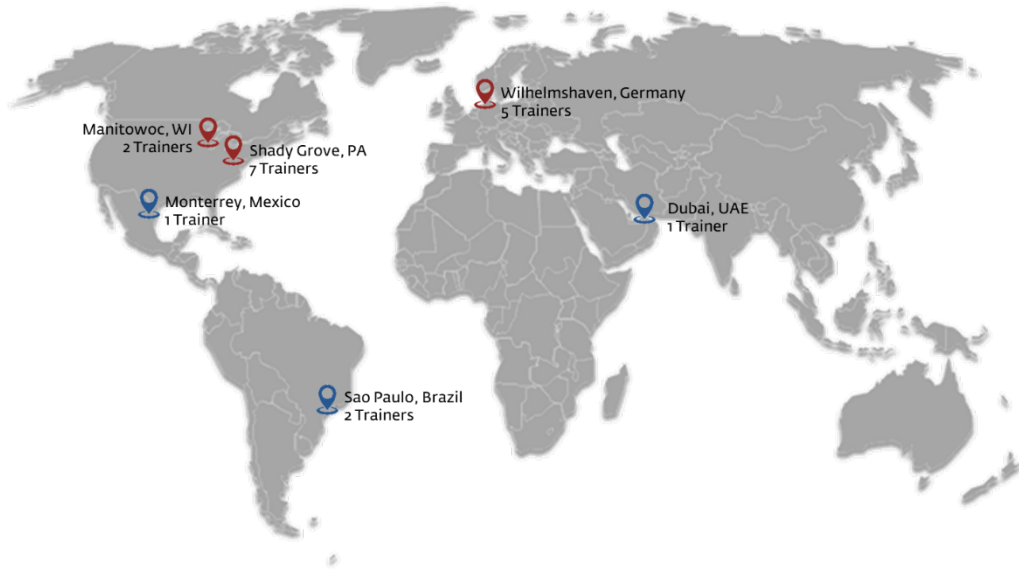 Wilhelmshaven, Germany
5 Trainers
Manitowoc, WI
2 Trainers
Shady Grove, PA
7 Trainers
Monterrey, Mexico
1 Trainer
Dubai, UAE
1 Trainer
Sao Paulo, Brazil
2 Trainers